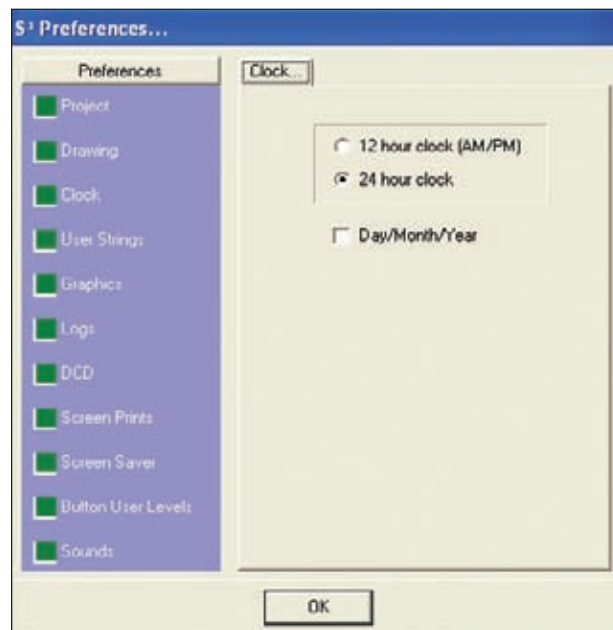 S³ Preferences...
Preferences
Project
Drawing
Clock
User Strings
Graphics
Logs
DCD
Screen Prints
Screen Saver
Button User Levels
Sounds
Clock...
12 hour clock (AM/PM)
24 hour clock
Day/Month/Year
OK